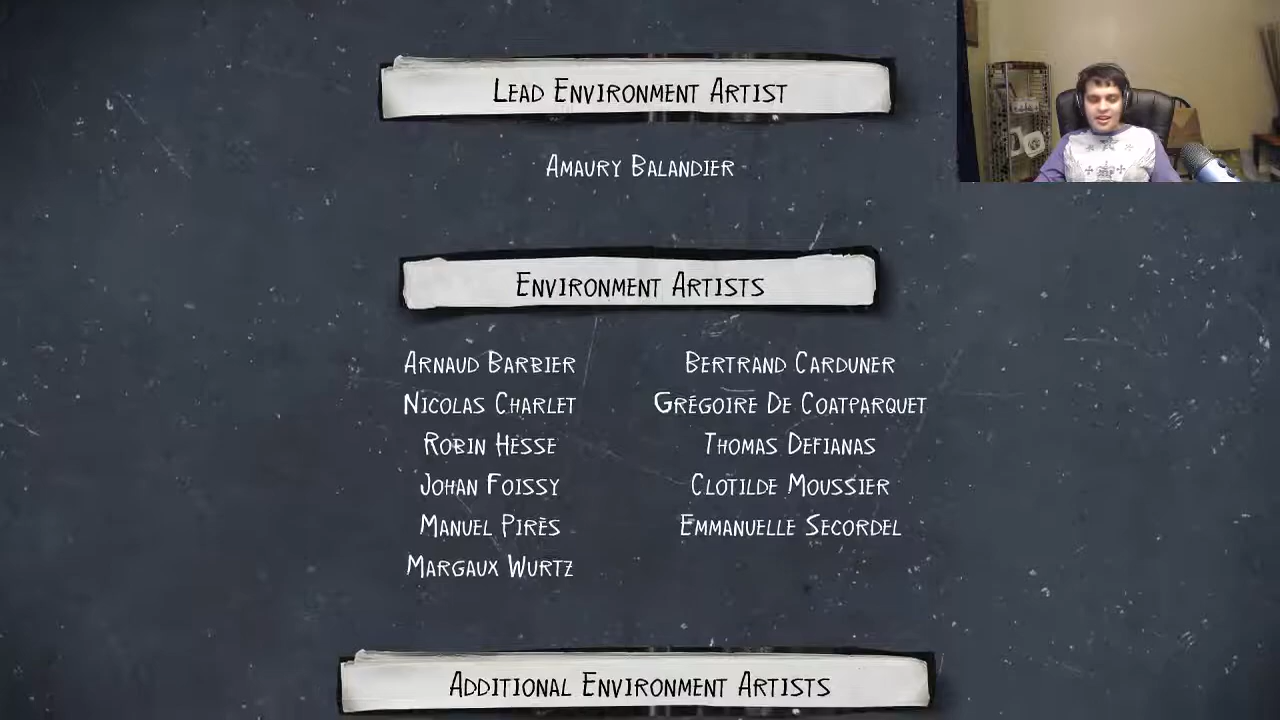 Lead Environment Artist
Amaury Balandier
Environment Artists
Arnaud Barbier
Bertrand Carduner
Nicolas Charlet
Grégoire De Coatparquet
Robin Hesse
Thomas Defianas
Johan Foissy
Clotilde Moussier
Manuel Pirès
Emmanuelle Secordel
Margaux Wurtz
Additional Environment Artists